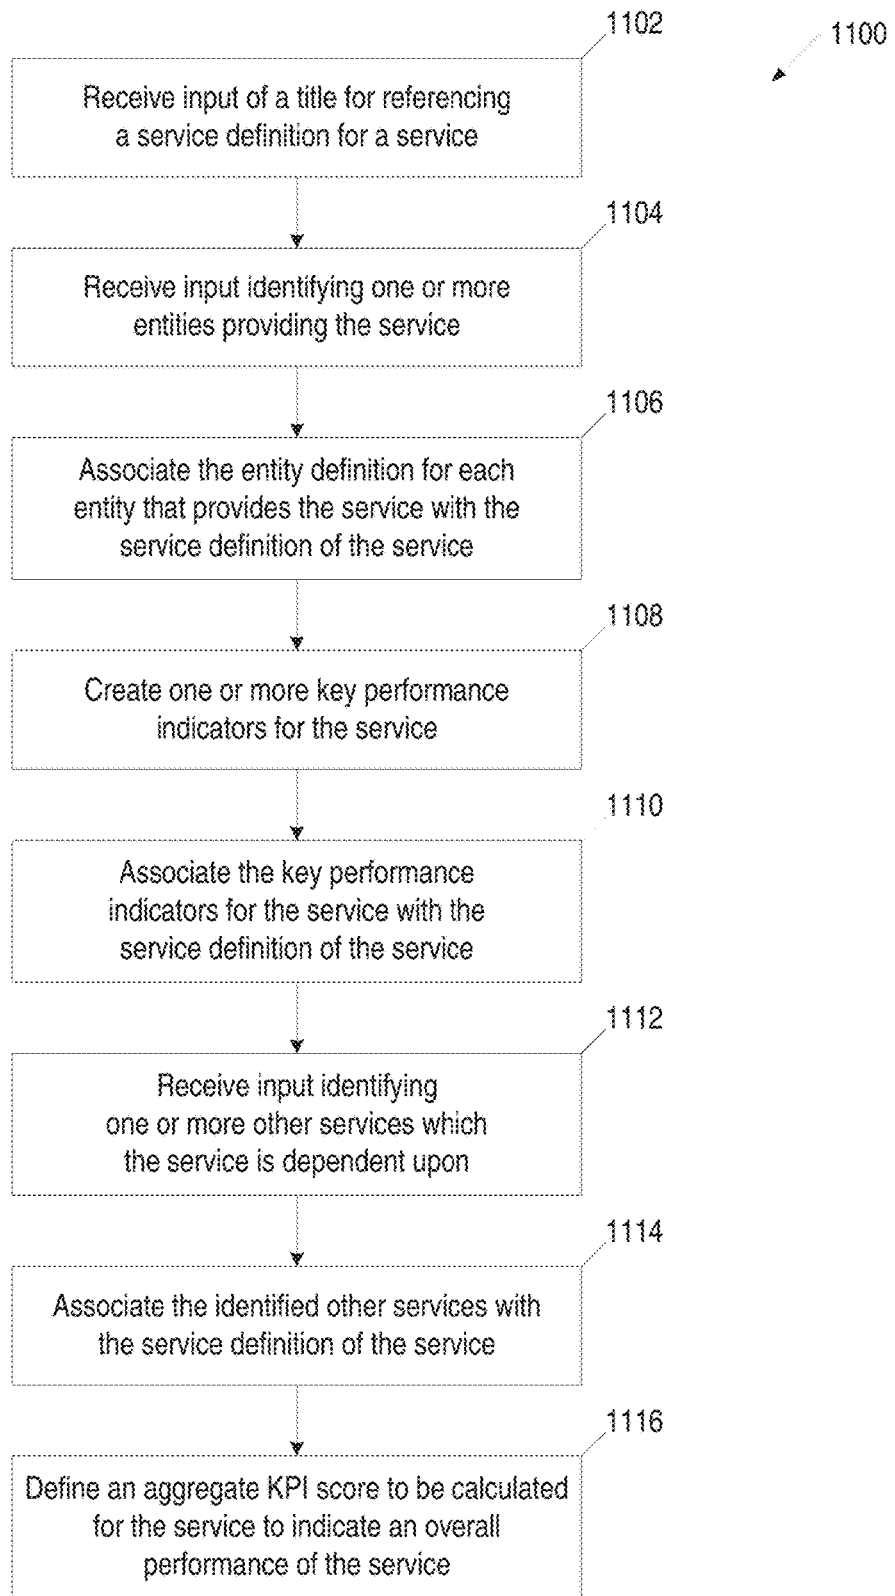 1102
1100
Receive input of a title for referencing
a service definition for a service
1104
Receive input identifying one or more
entities providing the service
1106
Associate the entity definition for each
entity that provides the service with the
service definition of the service
1108
Create one or more key performance
indicators for the service
1110
Associate the key performance
indicators for the service with the
service definition of the service
1112
Receive input identifying
one or more other services which
the service is dependent upon
1114
Associate the identified other services with
the service definition of the service
1116
Define an aggregate KPI score to be calculated
for the service to indicate an overall
performance of the service